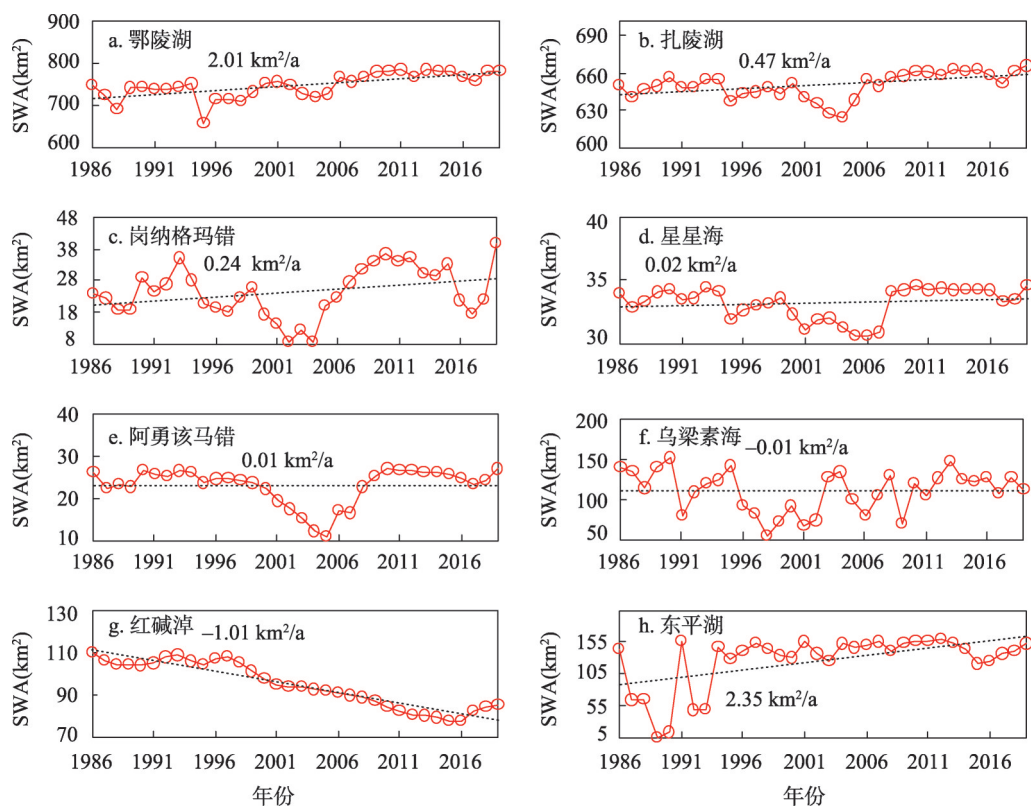 900
800
700
600
SWA(km²)
a. 鄂陵湖
2.01 km²/a
1986 1991 1996 2001 2006 2011 2016
690
660
630
600
SWA(km²)
b. 扎陵湖
0.47 km²/a
1986 1991 1996 2001 2006 2011 2016
48
38
28
18
8
SWA(km²)
c. 岗纳格玛错
0.24 km²/a
1986 1991 1996 2001 2006 2011 2016
40
35
30
SWA(km²)
d. 星星海
0.02 km²/a
1986 1991 1996 2001 2006 2011 2016
40
30
20
10
SWA(km²)
e. 阿勇该马错
0.01 km²/a
1986 1991 1996 2001 2006 2011 2016
200
150
100
50
SWA(km²)
f. 乌梁素海
−0.01 km²/a
1986 1991 1996 2001 2006 2011 2016
130
110
90
70
SWA(km²)
g. 红碱淖
−1.01 km²/a
1986 1991 1996 2001 2006 2011 2016
年份
155
105
55
5
SWA(km²)
h. 东平湖
2.35 km²/a
1986 1991 1996 2001 2006 2011 2016
年份